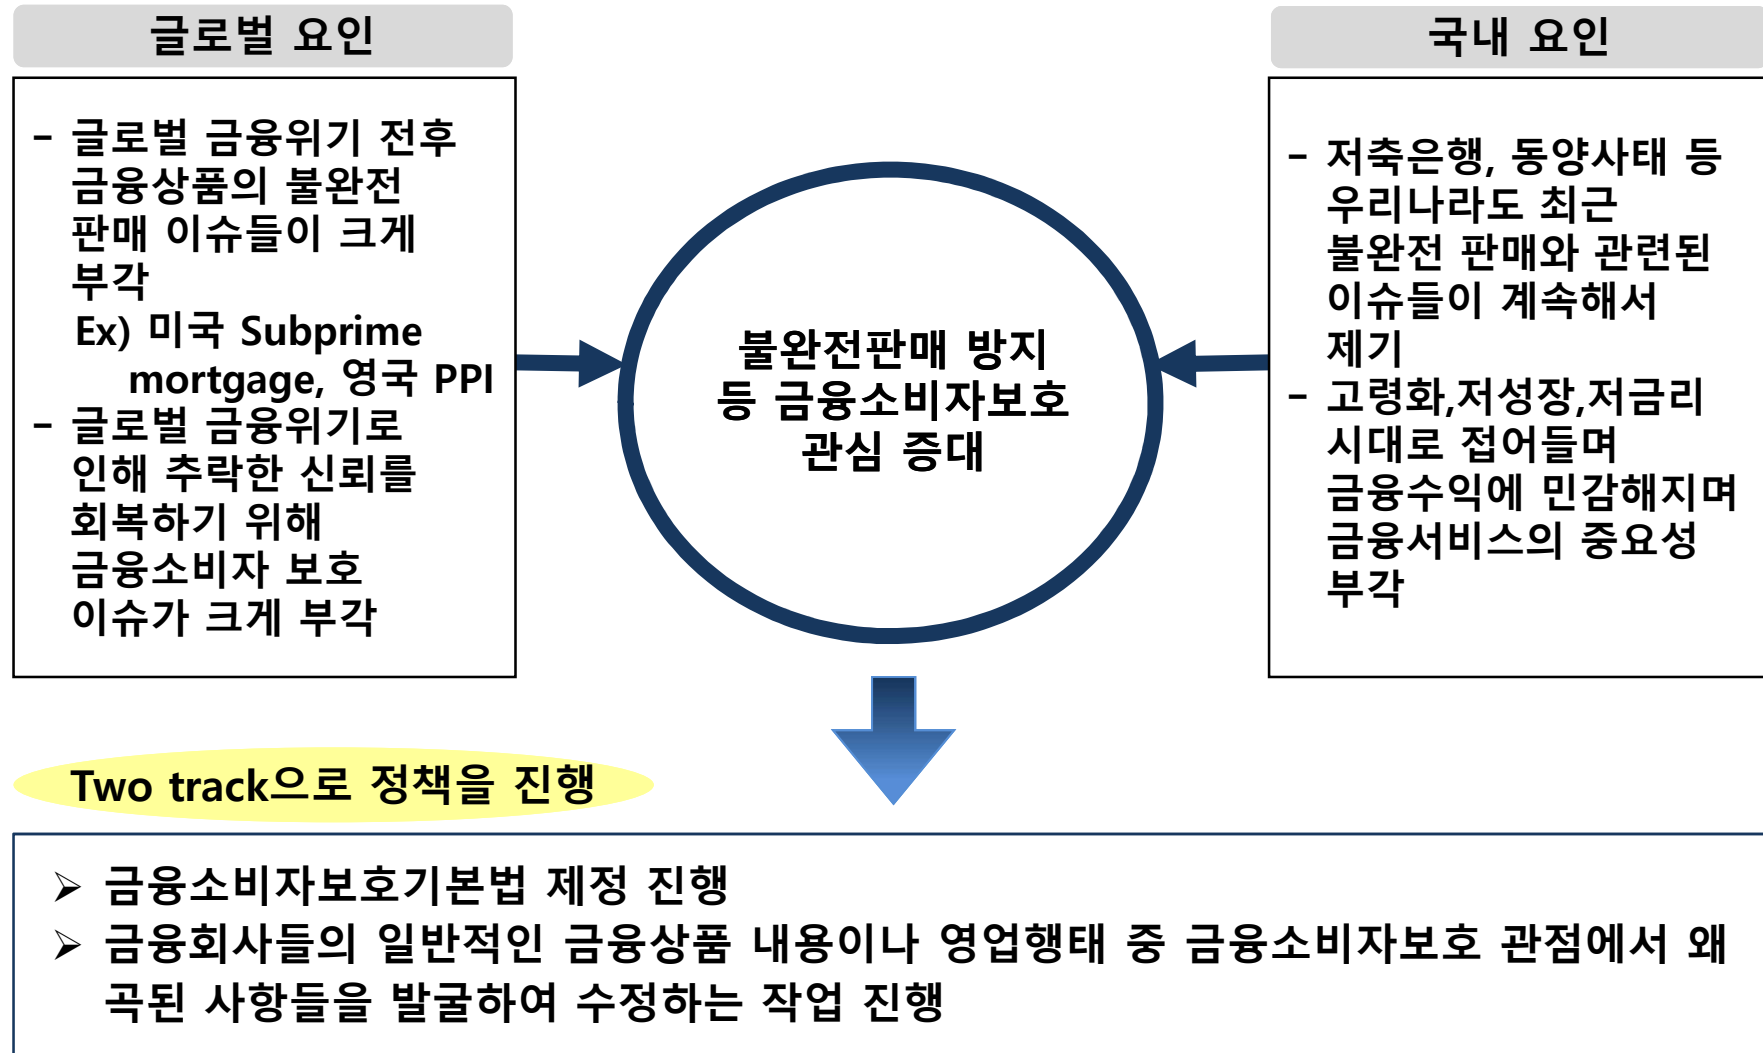 글로벌 요인
- 글로벌 금융위기 전후
금융상품의 불완전
판매 이슈들이 크게
부각
Ex) 미국 Subprime
mortgage, 영국 PPI
- 글로벌 금융위기로
인해 추락한 신뢰를
회복하기 위해
금융소비자 보호
이슈가 크게 부각
불완전판매 방지
등 금융소비자보호
관심 증대
국내 요인
- 저축은행, 동양사태 등
우리나라도 최근
불완전 판매와 관련된
이슈들이 계속해서
제기
- 고령화,저성장,저금리
시대로 접어들며
금융수익에 민감해지며
금융서비스의 중요성
부각
Two track으로 정책을 진행
➢ 금융소비자보호기본법 제정 진행
➢ 금융회사들의 일반적인 금융상품 내용이나 영업행태 중 금융소비자보호 관점에서 왜
곡된 사항들을 발굴하여 수정하는 작업 진행